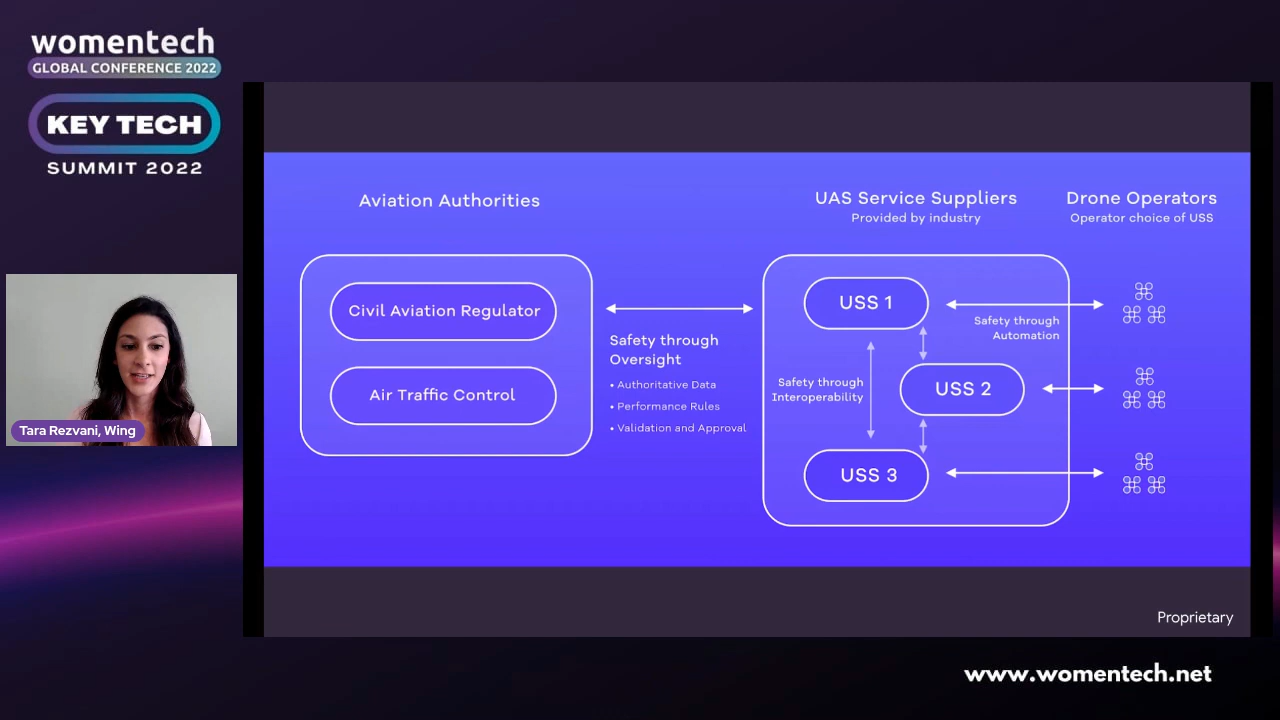 womentech
GLOBAL CONFERENCE 2022
KEY TECH
SUMMIT 2022
Tara Rezvani, Wing
Aviation Authorities
Civil Aviation Regulator
Air Traffic Control
Safety through
Oversight
• Authoritative Data
• Performance Rules
• Validation and Approval
UAS Service Suppliers
Provided by industry
USS 1
Safety through
Automation
Safety through
Interoperability
USS 2
USS 3
Drone Operators
Operator choice of USS
Proprietary
www.womentech.net